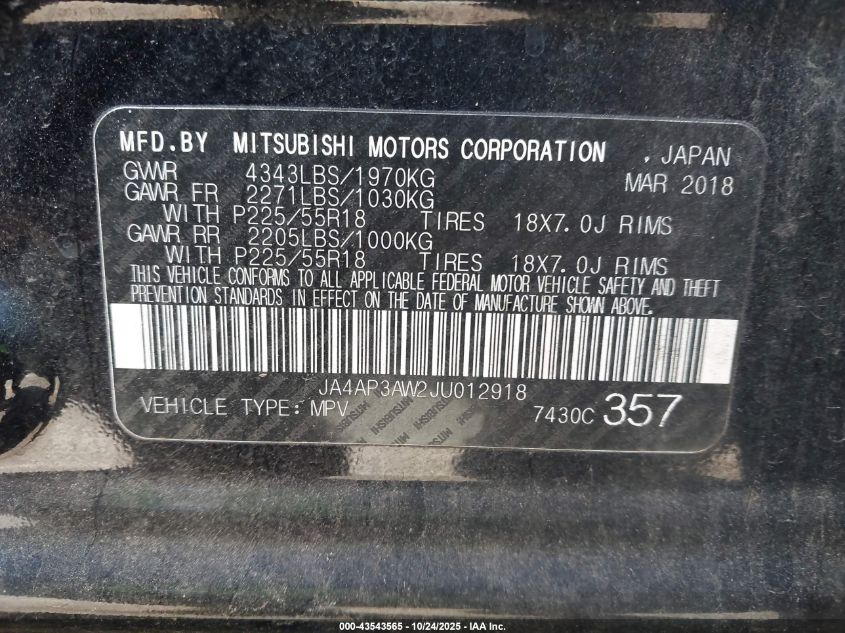 MFD.BY MITSUBISHI MOTORS CORPORATION , JAPAN
GVWR 4343LBS/1970KG MAR 2018
GAWR FR 2271LBS/1030KG
WITH P225/55R18 TIRES 18X7.0J RIMS
GAWR RR 2205LBS/1000KG
WITH P225/55R18 TIRES 18X7.0J RIMS
THIS VEHICLE CONFORMS TO ALL APPLICABLE FEDERAL MOTOR VEHICLE SAFETY AND THEFT
PREVENTION STANDARDS IN EFFECT ON THE DATE OF MANUFACTURE SHOWN ABOVE.
JA4AP3AW2JU012918
VEHICLE TYPE: MPV 7430C 357
000-43543565 - 10/24/2025 - IAA Inc.